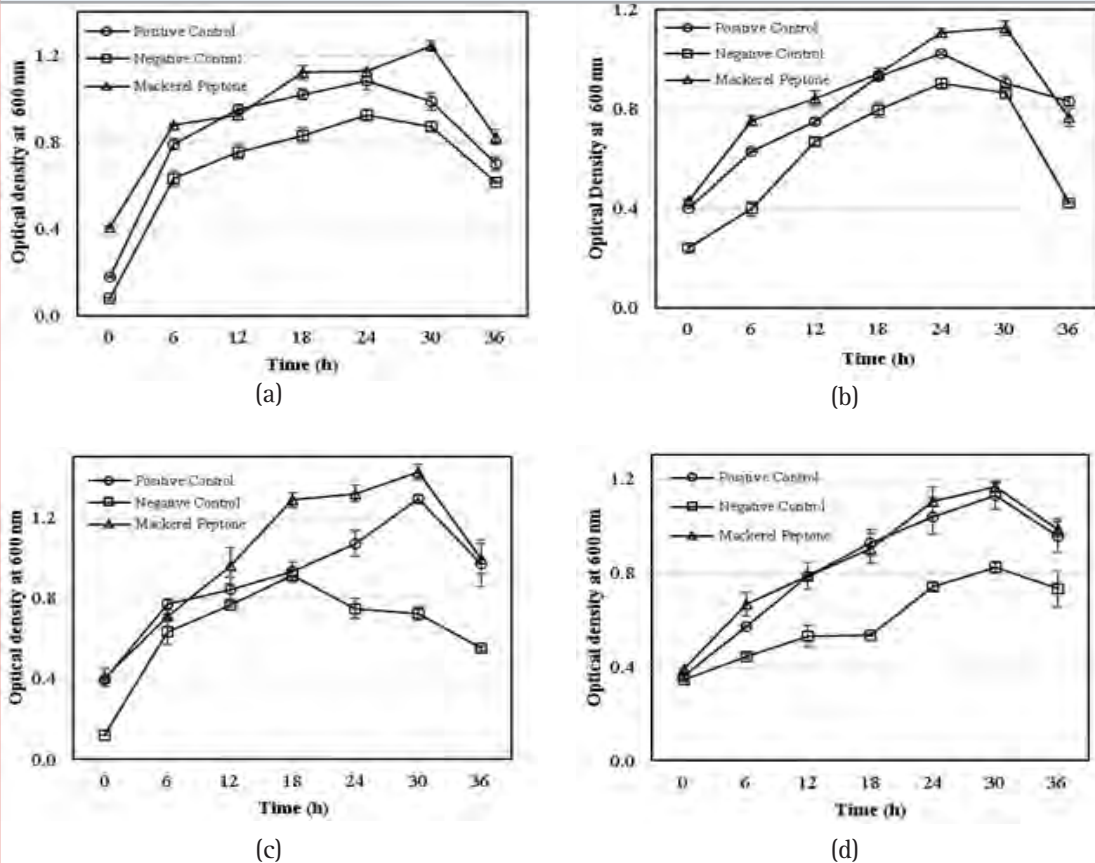 Positive Control
Negative Control
Mackerel Peptone
Optical density at 600 nm
1.2
0.8
0.4
0.0
0 6 12 18 24 30 36
Time (h)
(a)
Positive Control
Negative Control
Mackerel Peptone
Optical Density at 600 nm
1.2
0.8
0.4
0.0
0 6 12 18 24 30 36
Time (h)
(b)
Positive Control
Negative Control
Mackerel Peptone
Optical density at 600 nm
1.2
0.8
0.4
0.0
0 6 12 18 24 30 36
Time (h)
(c)
Positive Control
Negative Control
Mackerel Peptone
Optical density at 600 nm
1.2
0.8
0.4
0.0
0 6 12 18 24 30 36
Time (h)
(d)